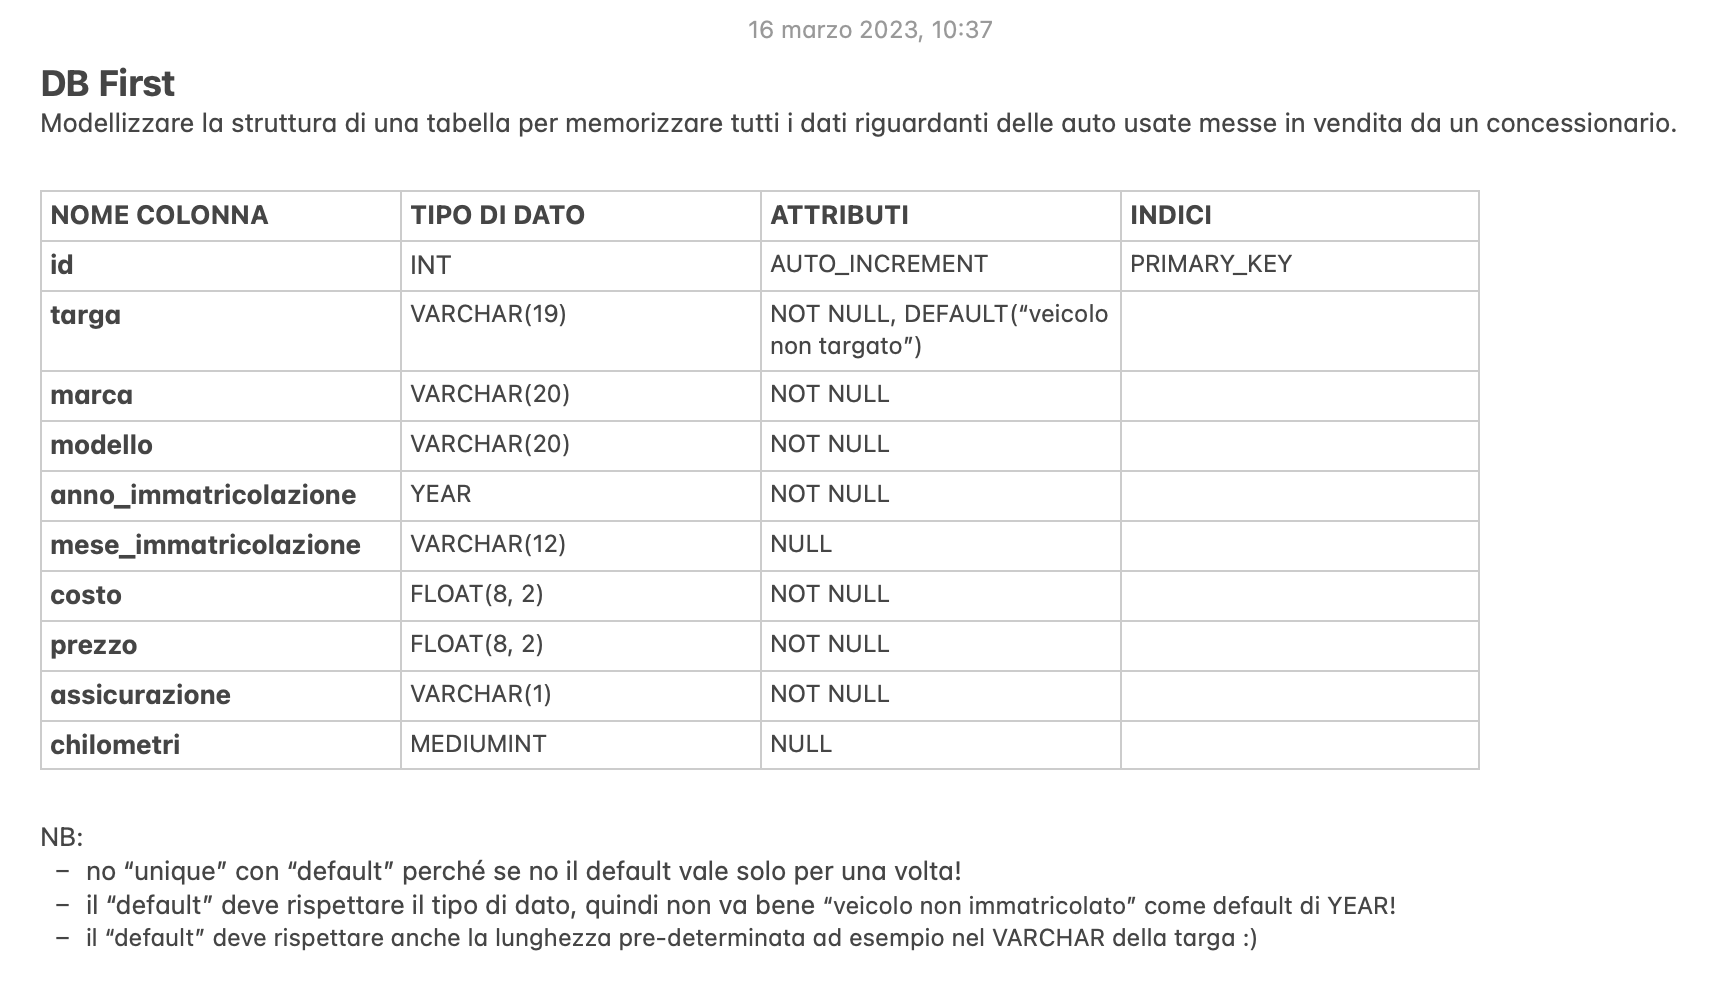 16 marzo 2023, 10:37
DB First
Modellizzare la struttura di una tabella per memorizzare tutti i dati riguardanti delle auto usate messe in vendita da un concessionario.
NOME COLONNA TIPO DI DATO ATTRIBUTI INDICI
id INT AUTO_INCREMENT PRIMARY_KEY
targa VARCHAR(19) NOT NULL, DEFAULT(“veicolo
non targato”)
marca VARCHAR(20) NOT NULL
modello VARCHAR(20) NOT NULL
anno_immatricolazione YEAR NOT NULL
mese_immatricolazione VARCHAR(12) NULL
costo FLOAT(8, 2) NOT NULL
prezzo FLOAT(8, 2) NOT NULL
assicurazione VARCHAR(1) NOT NULL
chilometri MEDIUMINT NULL
NB:
– no “unique” con “default” perché se no il default vale solo per una volta!
– il “default” deve rispettare il tipo di dato, quindi non va bene “veicolo non immatricolato” come default di YEAR!
– il “default” deve rispettare anche la lunghezza pre-determinata ad esempio nel VARCHAR della targa :)